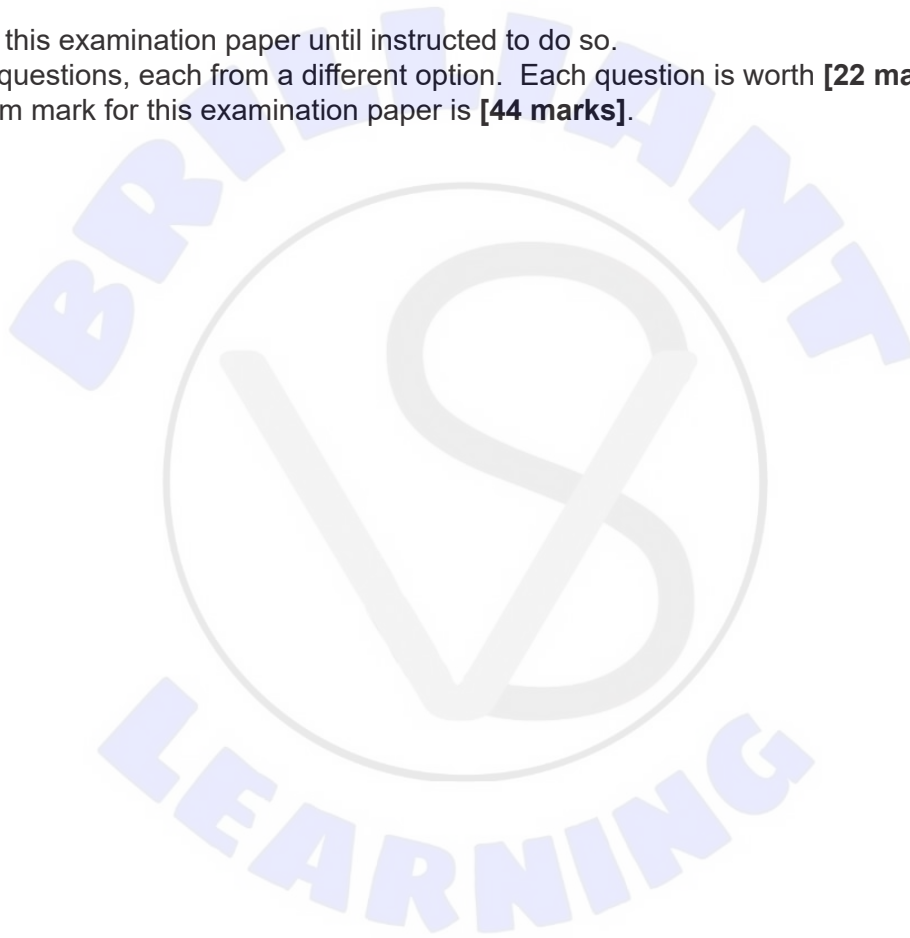 this examination paper until instructed to do so.
questions, each from a different option. Each question is worth [22 ma
m mark for this examination paper is [44 marks].
BRILLIANT
VS
LEARNING